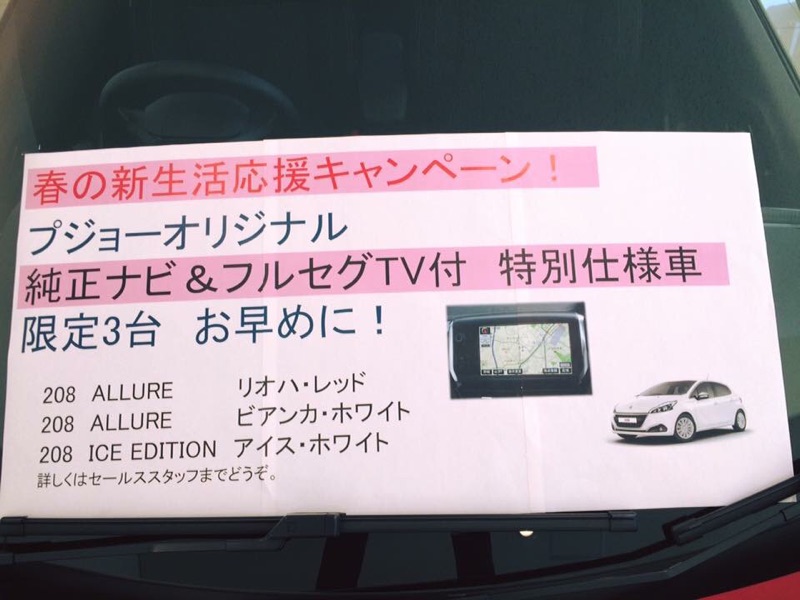 春の新生活応援キャンペーン！
プジョーオリジナル
純正ナビ＆フルセグTV付　特別仕様車
限定3台　お早めに！
208 ALLURE　リオハ・レッド
208 ALLURE　ビアンカ・ホワイト
208 ICE EDITION　アイス・ホワイト
詳しくはセールススタッフまでどうぞ。